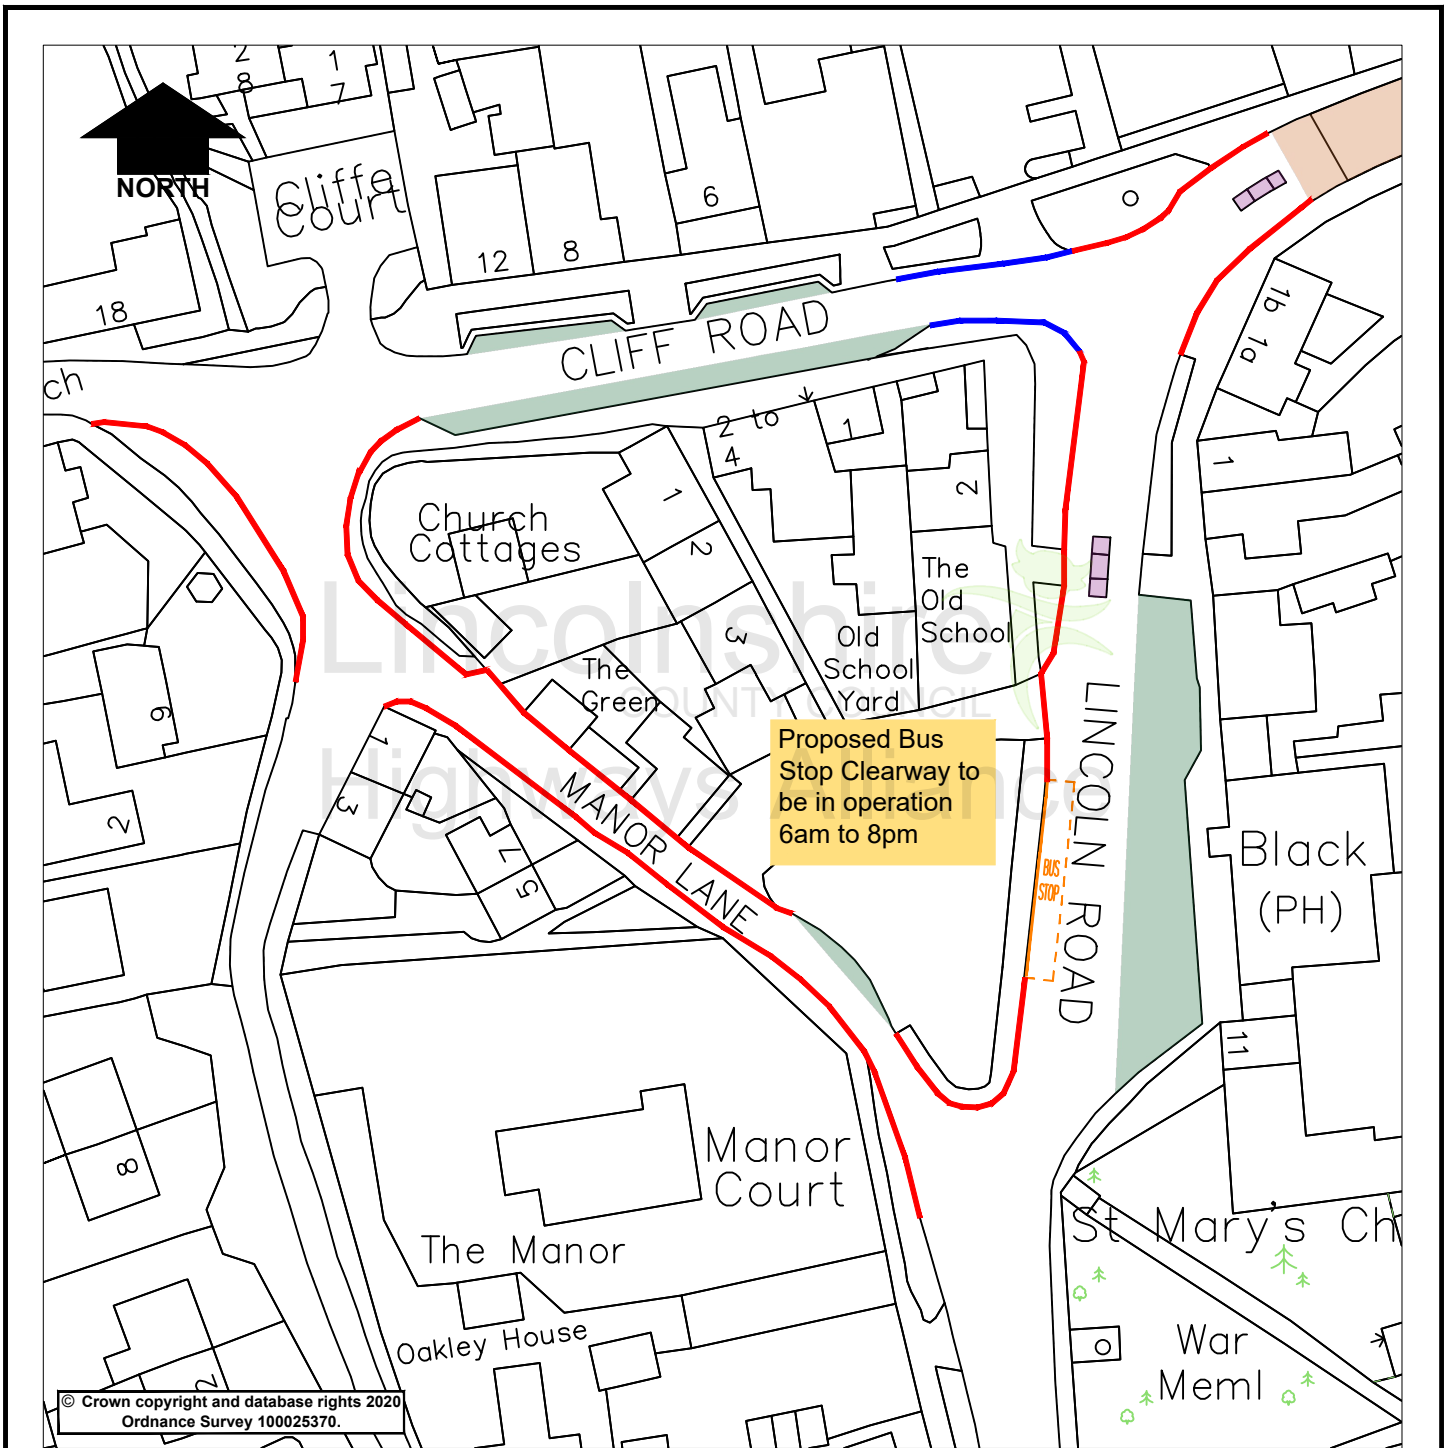 2
8
1
7
NORTH
Cliffe
Court
6
12
8
18
CLIFF ROAD
ch
1b
1a
2 to
4
1
1
2
2
1
Church
Cottages
The
Old
School
3
Old
School
Yard
The
Green
Lincolnshire
COUNTY COUNCIL
Highways Alliance
6
1
3
2
7
5
MANOR LANE
Proposed Bus
Stop Clearway to
be in operation
6am to 8pm
BUS
STOP
LINCOLN ROAD
Black
(PH)
11
8
Manor
Court
The Manor
Oakley House
St Mary's Ch
War
Meml
2
© Crown copyright and database rights 2020
Ordnance Survey 100025370.